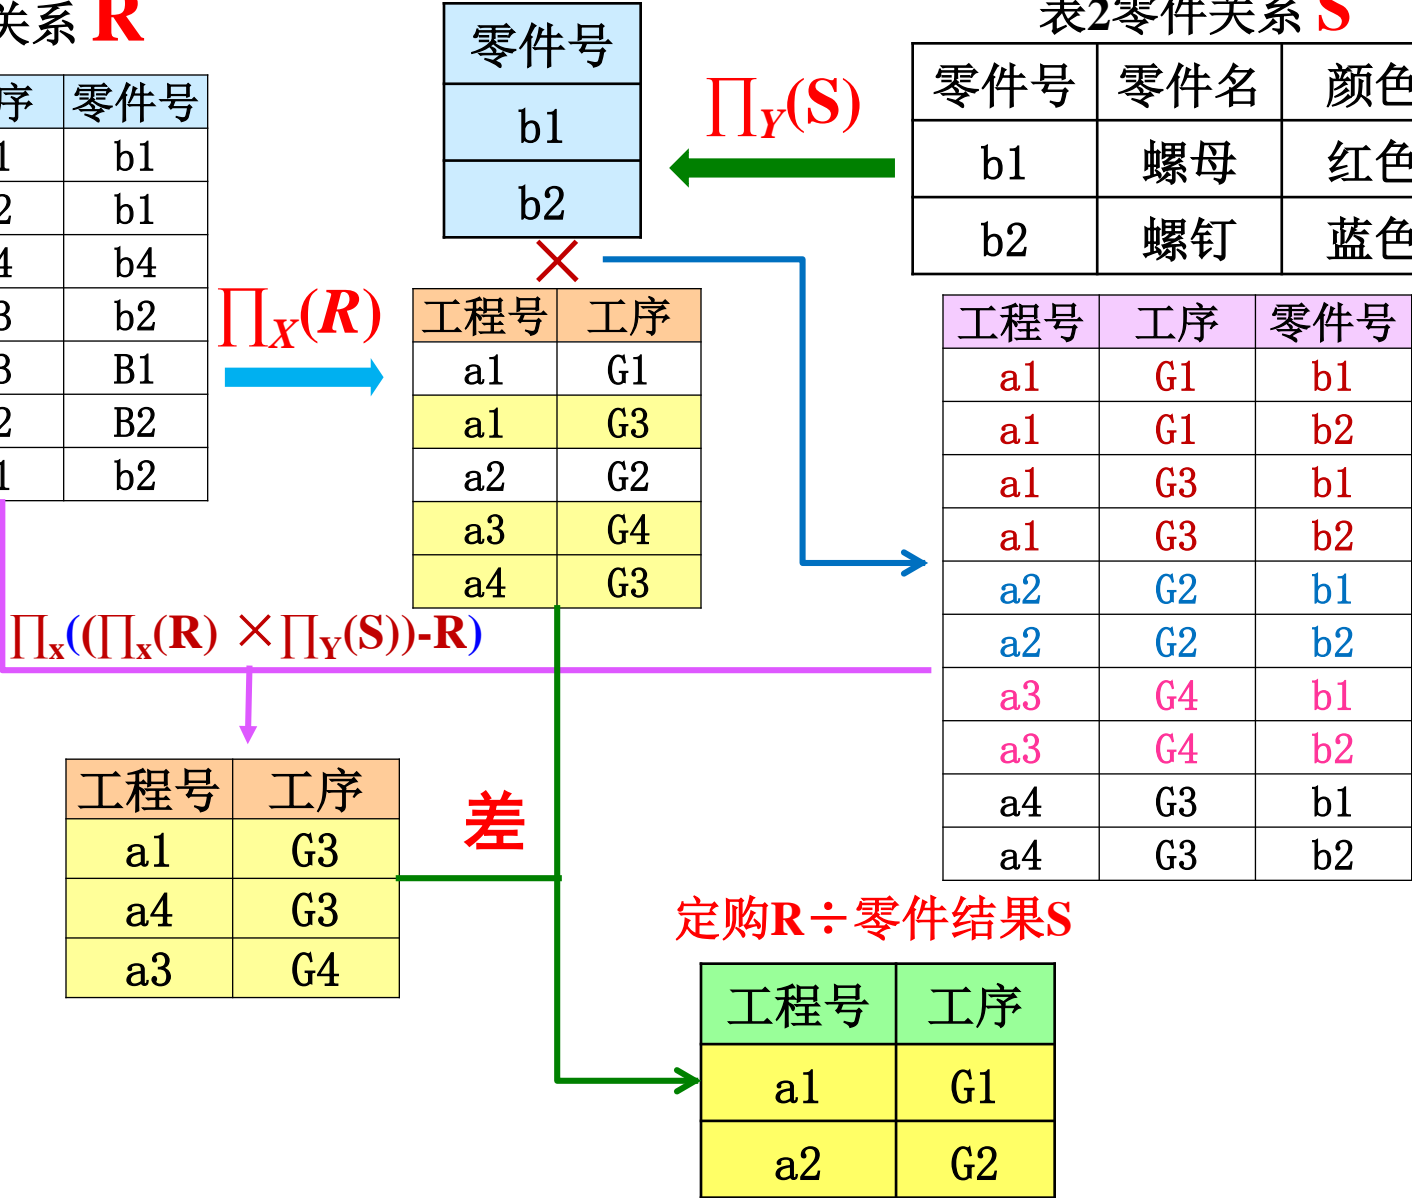 关系 R
序 零件号
1 b1
2 b1
4 b4
3 b2
3 B1
2 B2
1 b2
零件号
b1
b2
×
∏Y(S)
表2零件关系 S
零件号 零件名 颜色
b1 螺母 红色
b2 螺钉 蓝色
∏X(R)
工程号 工序
a1 G1
a1 G3
a2 G2
a3 G4
a4 G3
工程号 工序 零件号
a1 G1 b1
a1 G1 b2
a1 G3 b1
a1 G3 b2
a2 G2 b1
a2 G2 b2
a3 G4 b1
a3 G4 b2
a4 G3 b1
a4 G3 b2
∏x((∏x(R) ×∏Y(S))-R)
工程号 工序
a1 G3
a4 G3
a3 G4
差
定购R÷零件结果S
工程号 工序
a1 G1
a2 G2